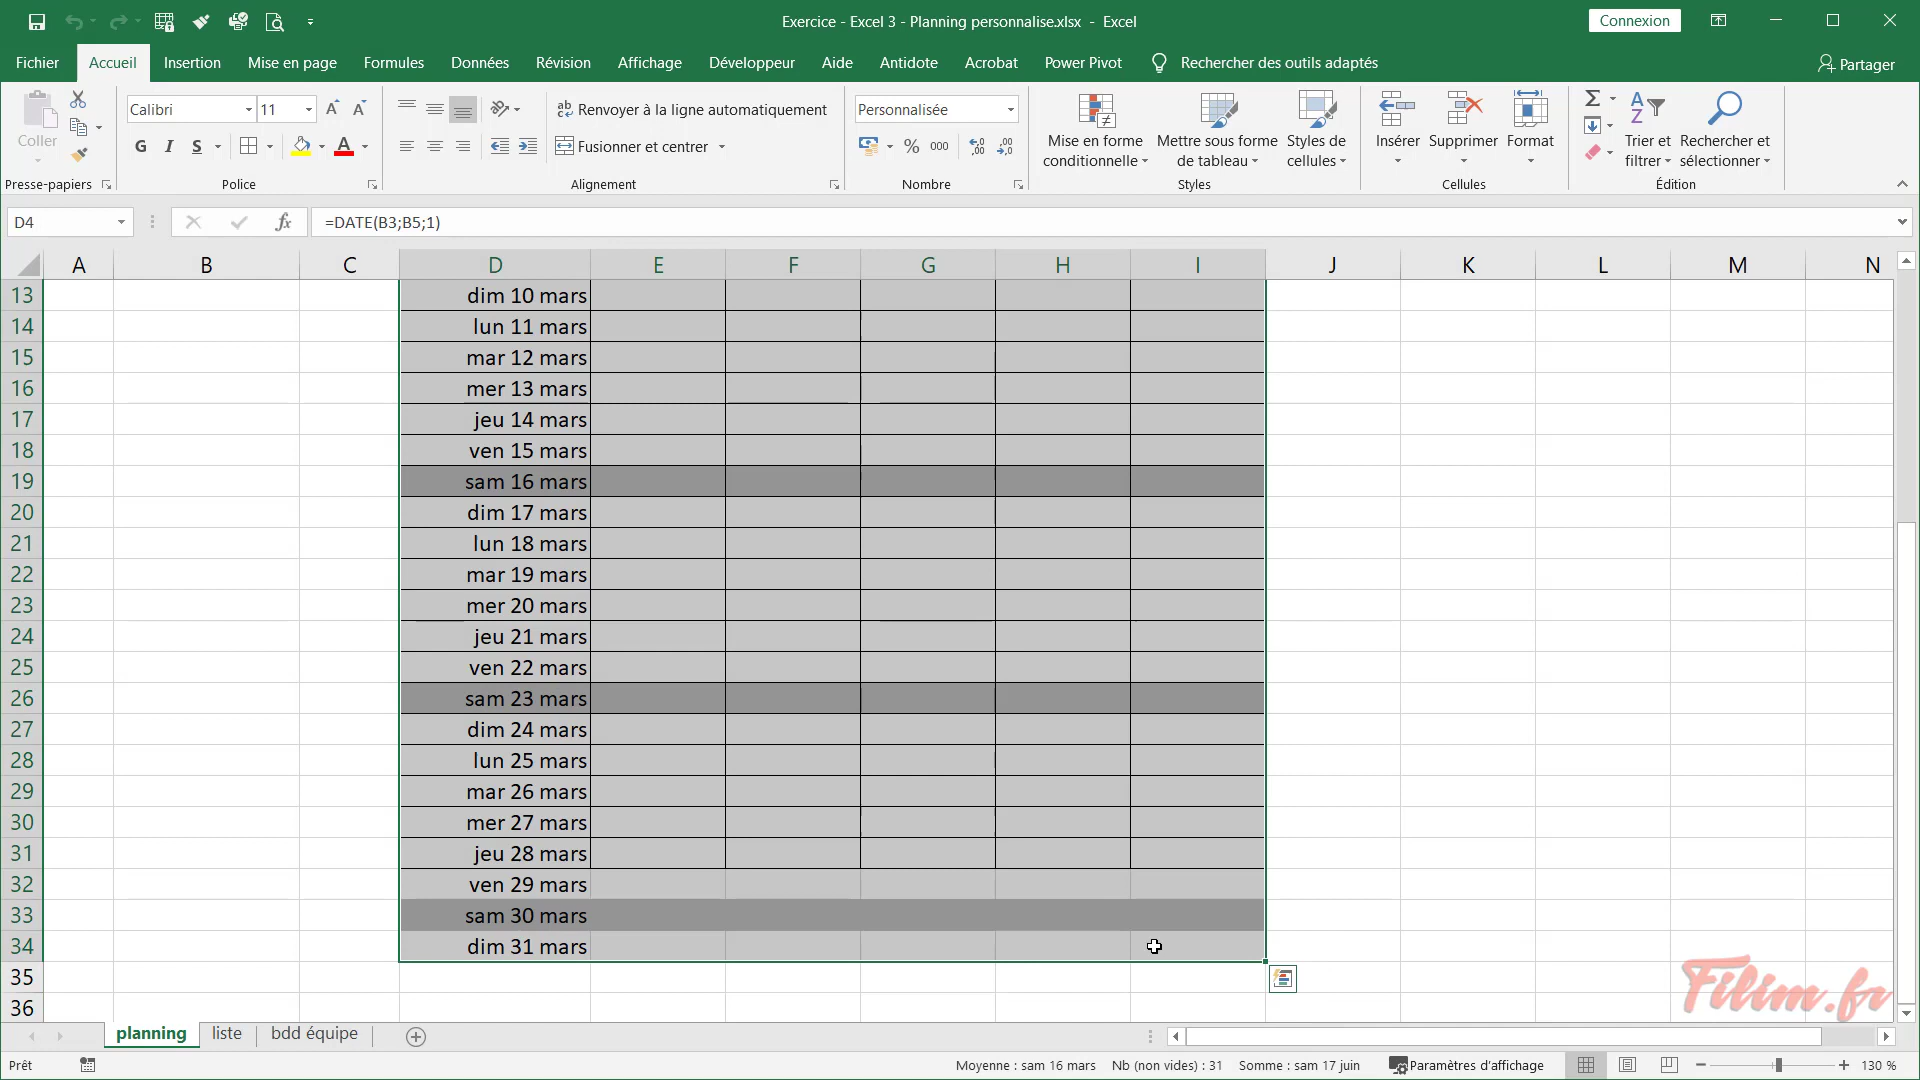 Exercice - Excel 3 - Planning personnalise.xlsx - Excel
Connexion
Fichier Accueil Insertion Mise en page Formules Données Révision Affichage Développeur Aide Antidote Acrobat Power Pivot Rechercher des outils adaptés Partager
Coller
Calibri 11
G I S
Renvoyer à la ligne automatiquement
Fusionner et centrer
Personnalisée
% 000
Mise en forme conditionnelle
Mettre sous forme de tableau
Styles de cellules
Insérer
Supprimer
Format
Trier et filtrer
Rechercher et sélectionner
Presse-papiers Police Alignement Nombre Styles Cellules Édition
D4 fx =DATE(B3;B5;1)
A B C D E F G H I J K L M N
13 dim 10 mars
14 lun 11 mars
15 mar 12 mars
16 mer 13 mars
17 jeu 14 mars
18 ven 15 mars
19 sam 16 mars
20 dim 17 mars
21 lun 18 mars
22 mar 19 mars
23 mer 20 mars
24 jeu 21 mars
25 ven 22 mars
26 sam 23 mars
27 dim 24 mars
28 lun 25 mars
29 mar 26 mars
30 mer 27 mars
31 jeu 28 mars
32 ven 29 mars
33 sam 30 mars
34 dim 31 mars
35
36
Filim.fr
planning liste bdd équipe
Prêt Moyenne : sam 16 mars Nb (non vides) : 31 Somme : sam 17 juin Paramètres d'affichage 130 %